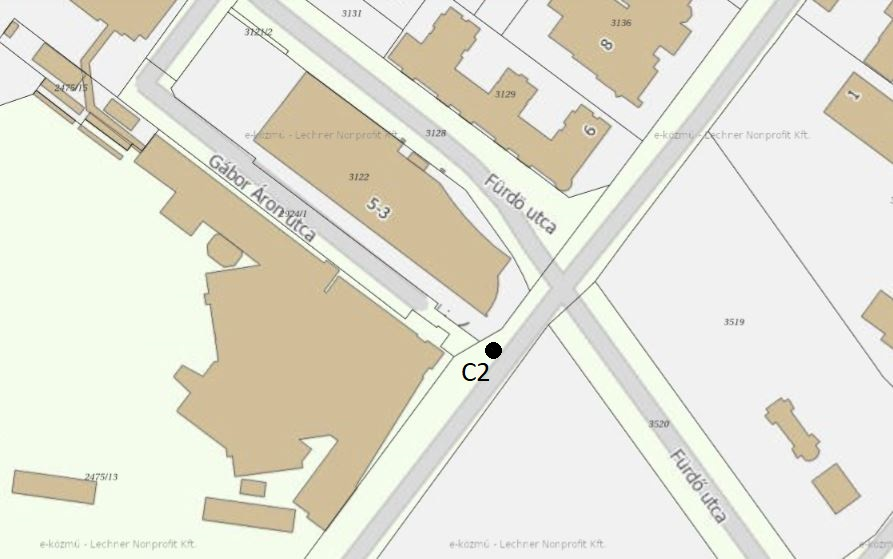 3131
3136
3121/2
8
2475/15
3129
1
e-közmű - Lechner Nonprofit Kft.
3128
6
e-közmű - Lechner Nonprofit Kft.
3122
Fürdő utca
Gábor Áron utca
2924/1
5-3
3519
C2
3520
Fürdő utca
2475/13
e-közmű - Lechner Nonprofit Kft.
e-közmű - Lechner Nonprofit Kft.